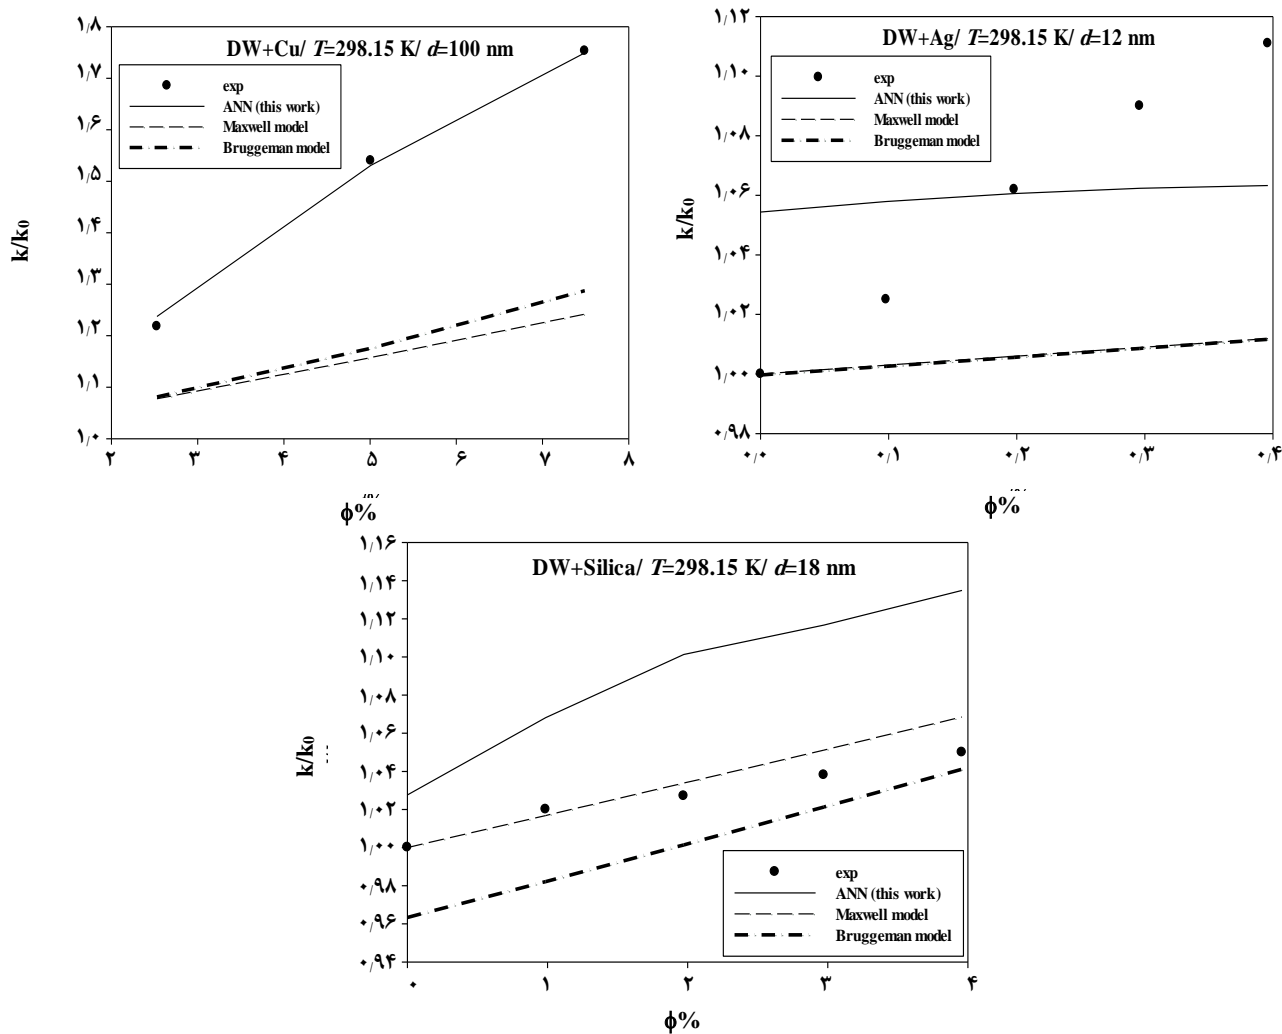 DW+Cu/ T=298.15 K/ d=100 nm
exp
ANN (this work)
Maxwell model
Bruggeman model
k/k0
۱/۸
۱/۷
۱/۶
۱/۵
۱/۴
۱/۳
۱/۲
۱/۱
۱/۰
۲ ۳ ۴ ۵ ۶ ۷ ۸
ϕ%
DW+Ag/ T=298.15 K/ d=12 nm
exp
ANN (this work)
Maxwell model
Bruggeman model
k/k0
۱/۱۲
۱/۱۰
۱/۰۸
۱/۰۶
۱/۰۴
۱/۰۲
۱/۰۰
۰/۹۸
۰/۰ ۰/۱ ۰/۲ ۰/۳ ۰/۴
ϕ%
DW+Silica/ T=298.15 K/ d=18 nm
k/k0
۱/۱۶
۱/۱۴
۱/۱۲
۱/۱۰
۱/۰۸
۱/۰۶
۱/۰۴
۱/۰۲
۱/۰۰
۰/۹۸
۰/۹۶
۰/۹۴
exp
ANN (this work)
Maxwell model
Bruggeman model
۰ ۱ ۲ ۳ ۴
ϕ%